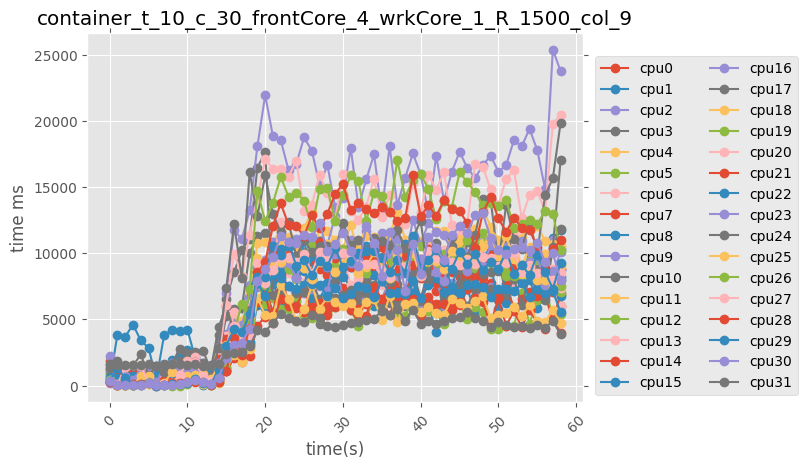 container_t_10_c_30_frontCore_4_wrkCore_1_R_1500_col_9
time ms
25000
20000
15000
10000
5000
0
0
10
20
30
40
50
60
time(s)
cpu0
cpu1
cpu2
cpu3
cpu4
cpu5
cpu6
cpu7
cpu8
cpu9
cpu10
cpu11
cpu12
cpu13
cpu14
cpu15
cpu16
cpu17
cpu18
cpu19
cpu20
cpu21
cpu22
cpu23
cpu24
cpu25
cpu26
cpu27
cpu28
cpu29
cpu30
cpu31